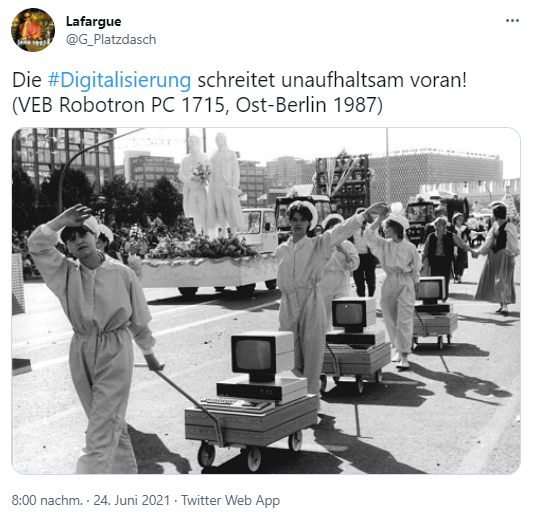 Lafargue
@G_Platzdasch
Die #Digitalisierung schreitet unaufhaltsam voran!
(VEB Robotron PC 1715, Ost-Berlin 1987)
8:00 nachm. · 24. Juni 2021 · Twitter Web App